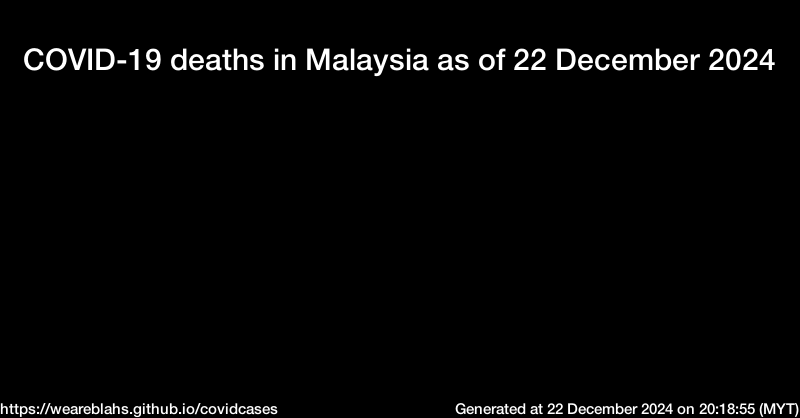 COVID-19 deaths in Malaysia as of 22 December 2024
https://weareblahs.github.io/covidcases
Generated at 22 December 2024 on 20:18:55 (MYT)